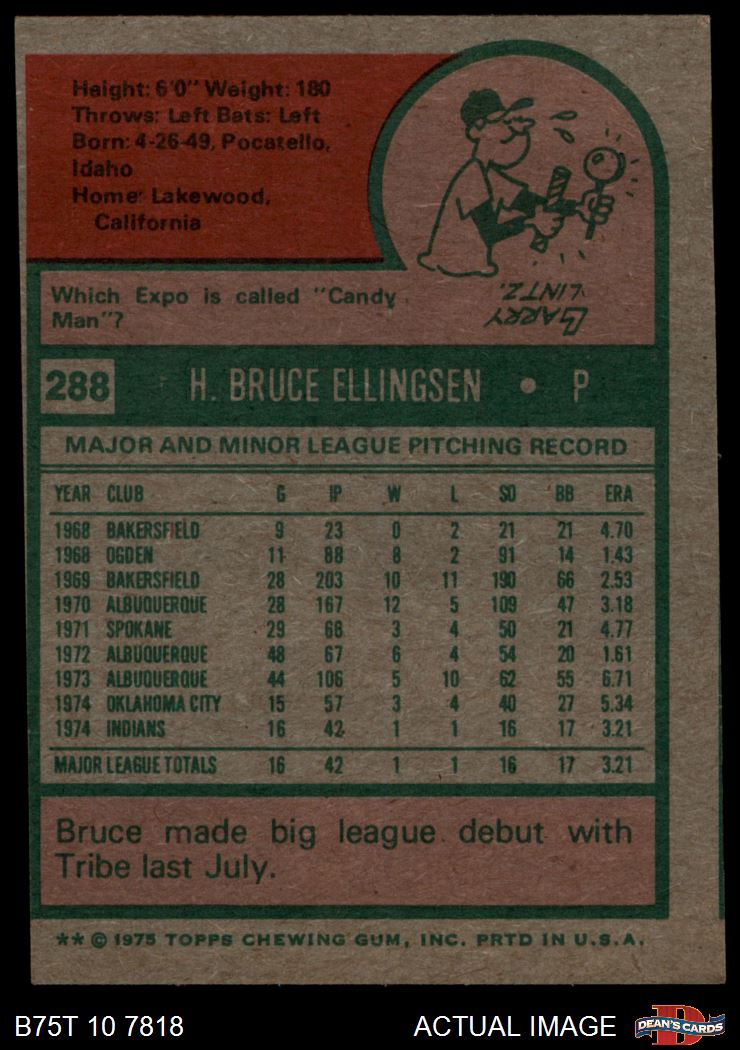 Height: 6'0" Weight: 180
Throws: Left Bats: Left
Born: 4-26-49, Pocatello,
Idaho
Home: Lakewood,
California
Which Expo is called "Candy
Man"?
LARRY
LINTZ.
288 H. BRUCE ELLINGSEN • P
MAJOR AND MINOR LEAGUE PITCHING RECORD
YEAR CLUB G IP W L SO BB ERA
1968 BAKERSFIELD 9 23 0 2 21 21 4.70
1968 OGDEN 11 88 8 2 91 14 1.43
1969 BAKERSFIELD 28 203 10 11 190 66 2.53
1970 ALBUQUERQUE 28 167 12 5 109 47 3.18
1971 SPOKANE 29 66 3 4 50 21 4.77
1972 ALBUQUERQUE 48 67 6 4 54 20 1.61
1973 ALBUQUERQUE 44 106 5 10 62 55 6.71
1974 OKLAHOMA CITY 15 57 3 4 40 27 5.34
1974 INDIANS 16 42 1 1 16 17 3.21
MAJOR LEAGUE TOTALS 16 42 1 1 16 17 3.21
Bruce made big league debut with
Tribe last July.
** © 1975 TOPPS CHEWING GUM, INC. PRTD IN U.S.A.
B75T 10 7818 ACTUAL IMAGE DEAN'S CARDS